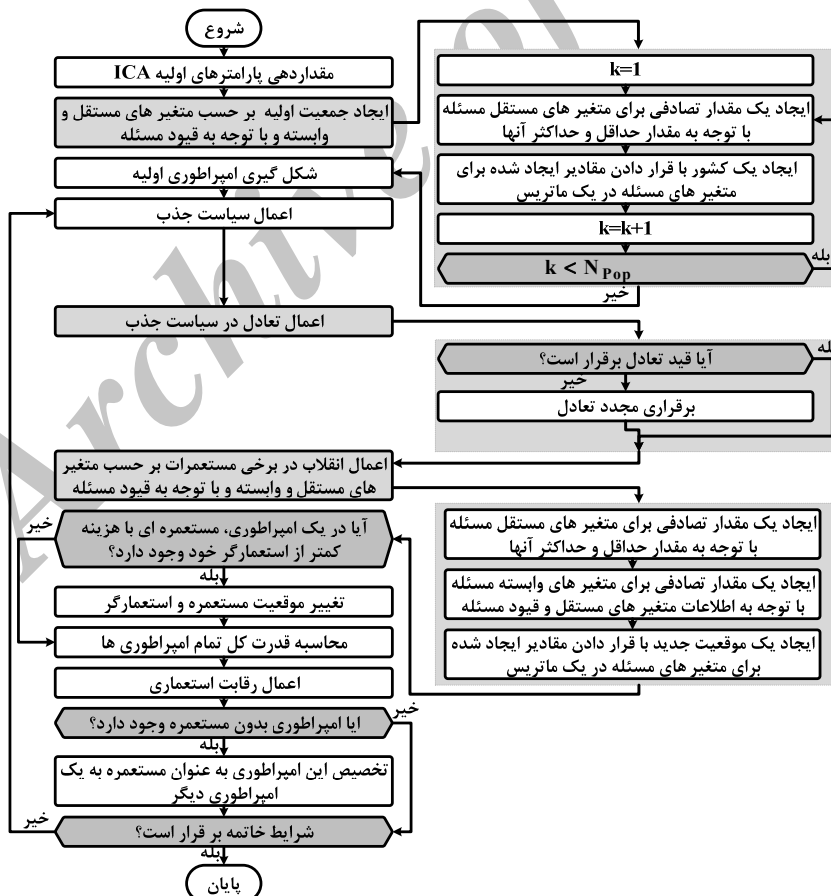 شروع
مقداردهی پارامترهای اولیه ICA
ایجاد جمعیت اولیه بر حسب متغیر های مستقل و
وابسته و با توجه به قیود مسئله
k=1
ایجاد یک مقدار تصادفی برای متغیر های مستقل مسئله
با توجه به مقدار حداقل و حداکثر آنها
ایجاد یک کشور با قرار دادن مقادیر ایجاد شده برای
متغیر های مسئله در یک ماتریس
k=k+1
k < N Pop
بله
خیر
شکل گیری امپراطوری اولیه
اعمال سیاست جذب
اعمال تعادل در سیاست جذب
آیا قید تعادل برقرار است؟
له
خیر
برقراری مجدد تعادل
اعمال انقلاب در برخی مستعمرات بر حسب متغیر
های مستقل و وابسته و با توجه به قیود مسئله
ایجاد یک مقدار تصادفی برای متغیر های مستقل مسئله
با توجه به مقدار حداقل و حداکثر آنها
ایجاد یک مقدار تصادفی برای متغیر های وابسته مسئله
با توجه به اطلاعات متغیر های مستقل و قیود مسئله
ایجاد یک موقعیت جدید با قرار دادن مقادیر ایجاد شده
برای متغیر های مسئله در یک ماتریس
آیا در یک امپراطوری، مستعمره ای با هزینه
کمتر از استعمارگر خود وجود دارد؟
خیر
بله
تغییر موقعیت مستعمره و استعمارگر
محاسبه قدرت کل تمام امپراطوری ها
اعمال رقابت استعماری
ایا امپراطوری بدون مستعمره وجود دارد؟
خیر
بله
تخصیص این امپراطوری به عنوان مستعمره به یک
امپراطوری دیگر
شرایط خاتمه بر قرار است؟
خیر
بله
پایان
Archive of